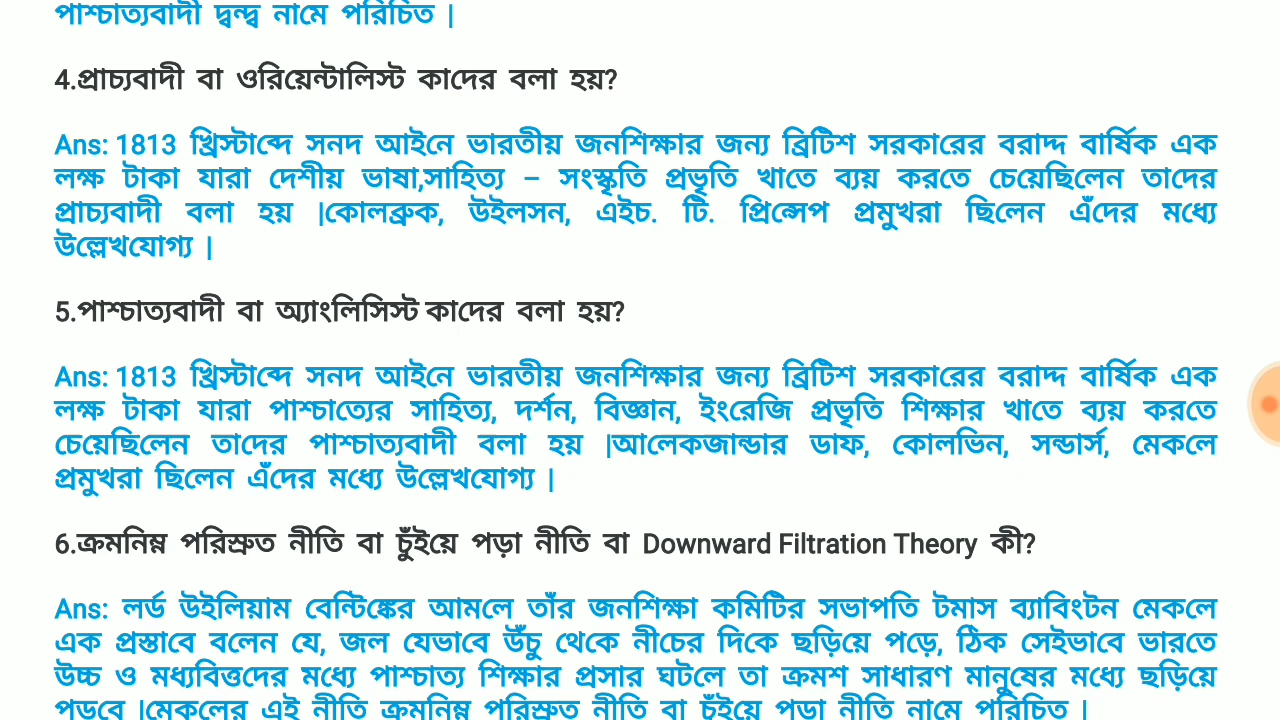 পাশ্চাত্যবাদী দ্বন্দ্ব নামে পরিচিত |
4.প্রাচ্যবাদী বা ওরিয়েন্টালিস্ট কাদের বলা হয়?
Ans: 1813 খ্রিস্টাব্দে সনদ আইনে ভারতীয় জনশিক্ষার জন্য ব্রিটিশ সরকারের বরাদ্দ বার্ষিক এক
লক্ষ টাকা যারা দেশীয় ভাষা,সাহিত্য – সংস্কৃতি প্রভৃতি খাতে ব্যয় করতে চেয়েছিলেন তাদের
প্রাচ্যবাদী বলা হয় |কোলব্রুক, উইলসন, এইচ. টি. প্রিন্সেপ প্রমুখরা ছিলেন এঁদের মধ্যে
উল্লেখযোগ্য |
5.পাশ্চাত্যবাদী বা অ্যাংলিসিস্ট কাদের বলা হয়?
Ans: 1813 খ্রিস্টাব্দে সনদ আইনে ভারতীয় জনশিক্ষার জন্য ব্রিটিশ সরকারের বরাদ্দ বার্ষিক এক
লক্ষ টাকা যারা পাশ্চাত্যের সাহিত্য, দর্শন, বিজ্ঞান, ইংরেজি প্রভৃতি শিক্ষার খাতে ব্যয় করতে
চেয়েছিলেন তাদের পাশ্চাত্যবাদী বলা হয় |আলেকজান্ডার ডাফ, কোলভিন, সন্ডার্স, মেকলে
প্রমুখরা ছিলেন এঁদের মধ্যে উল্লেখযোগ্য |
6.ক্রমনিম্ন পরিস্রুত নীতি বা চুঁইয়ে পড়া নীতি বা Downward Filtration Theory কী?
Ans: লর্ড উইলিয়াম বেন্টিঙ্কের আমলে তাঁর জনশিক্ষা কমিটির সভাপতি টমাস ব্যাবিংটন মেকলে
এক প্রস্তাবে বলেন যে, জল যেভাবে উঁচু থেকে নীচের দিকে ছড়িয়ে পড়ে, ঠিক সেইভাবে ভারতে
উচ্চ ও মধ্যবিত্তদের মধ্যে পাশ্চাত্য শিক্ষার প্রসার ঘটলে তা ক্রমশ সাধারণ মানুষের মধ্যে ছড়িয়ে
পড়বে |মেকলের এই নীতি ক্রমনিম্ন পরিস্রুত নীতি বা চুঁইয়ে পড়া নীতি নামে পরিচিত |